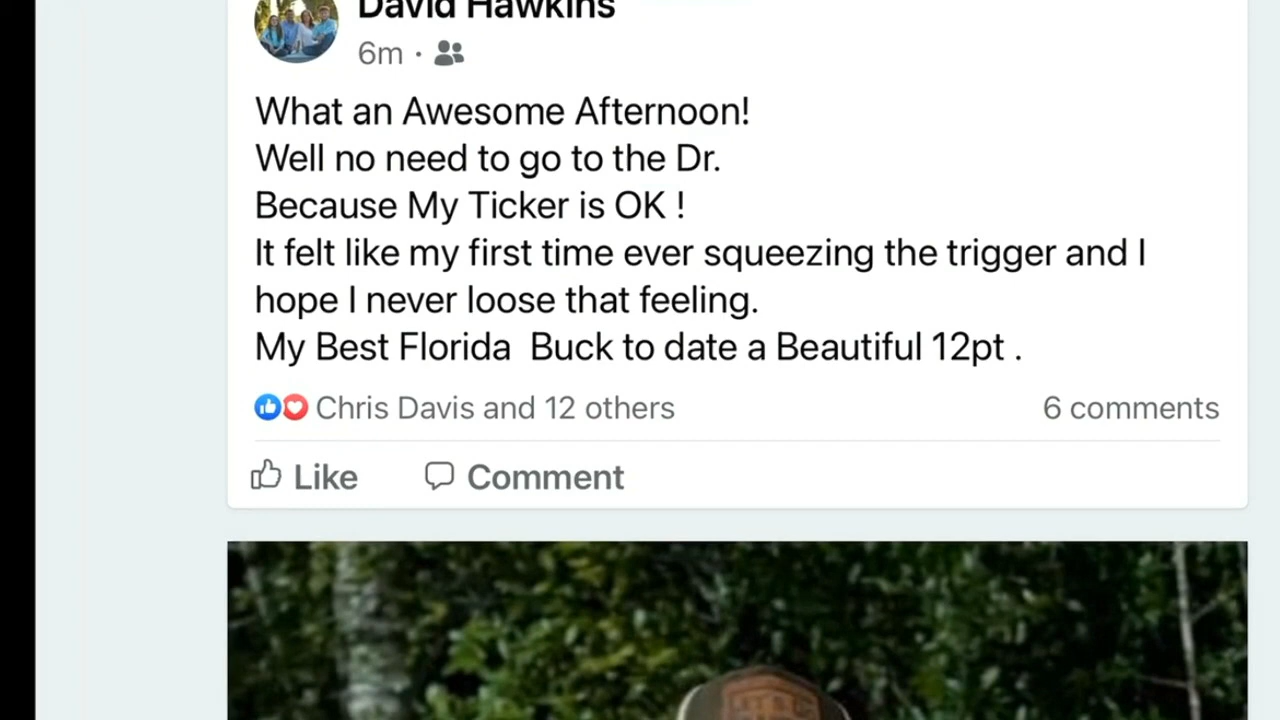 David Hawkins
6m ·
What an Awesome Afternoon!
Well no need to go to the Dr.
Because My Ticker is OK !
It felt like my first time ever squeezing the trigger and I
hope I never loose that feeling.
My Best Florida  Buck to date a Beautiful 12pt .
Chris Davis and 12 others
6 comments
Like
Comment